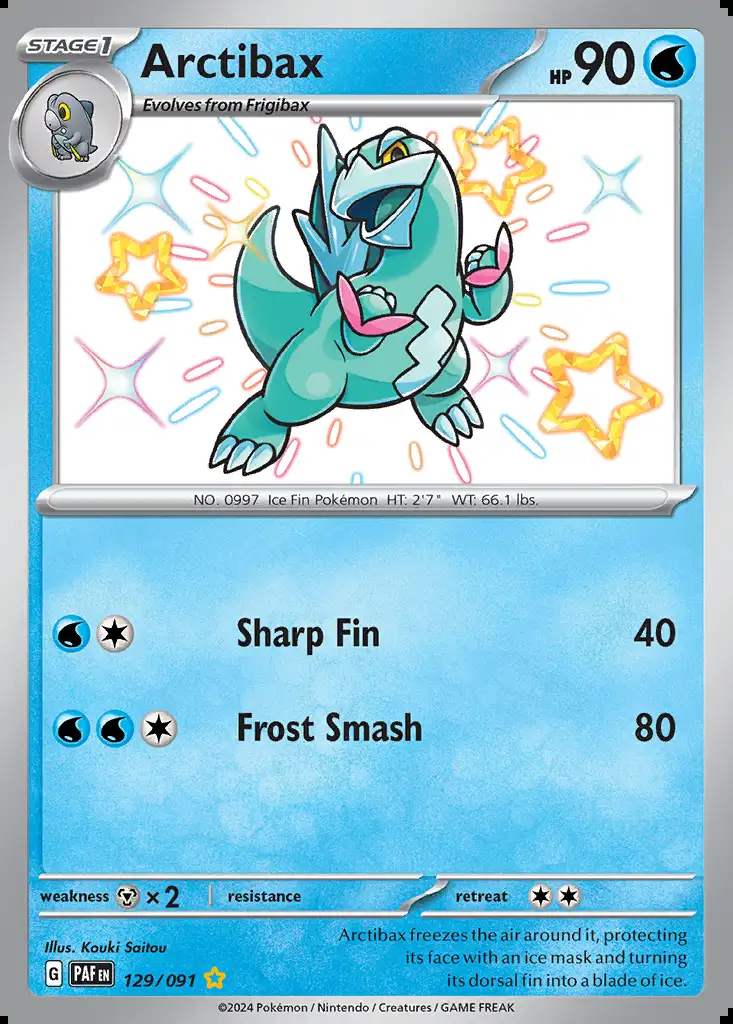 STAGE1
Arctibax
HP 90
Evolves from Frigibax
NO. 0997 Ice Fin Pokémon HT: 2'7" WT: 66.1 lbs.
Sharp Fin 40
Frost Smash 80
weakness ×2 resistance retreat
Illus. Kouki Saitou
Arctibax freezes the air around it, protecting
its face with an ice mask and turning
its dorsal fin into a blade of ice.
G PAF EN 129/091
©2024 Pokémon / Nintendo / Creatures / GAME FREAK